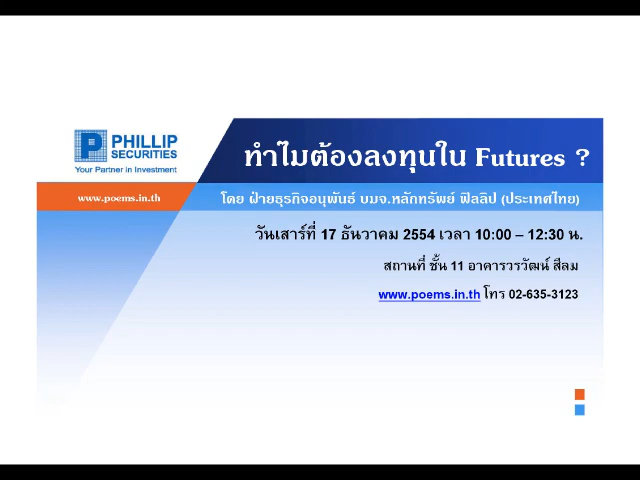 PHILLIP
SECURITIES
Your Partner in Investment
ทำไมต้องลงทุนใน Futures ?
www.poems.in.th
โดย ฝ่ายธุรกิจอนุพันธ์ บมจ.หลักทรัพย์ ฟิลลิป (ประเทศไทย)
วันเสาร์ที่ 17 ธันวาคม 2554 เวลา 10:00 – 12:30 น.
สถานที่ ชั้น 11 อาคารวรวัฒน์ สีลม
www.poems.in.th โทร 02-635-3123